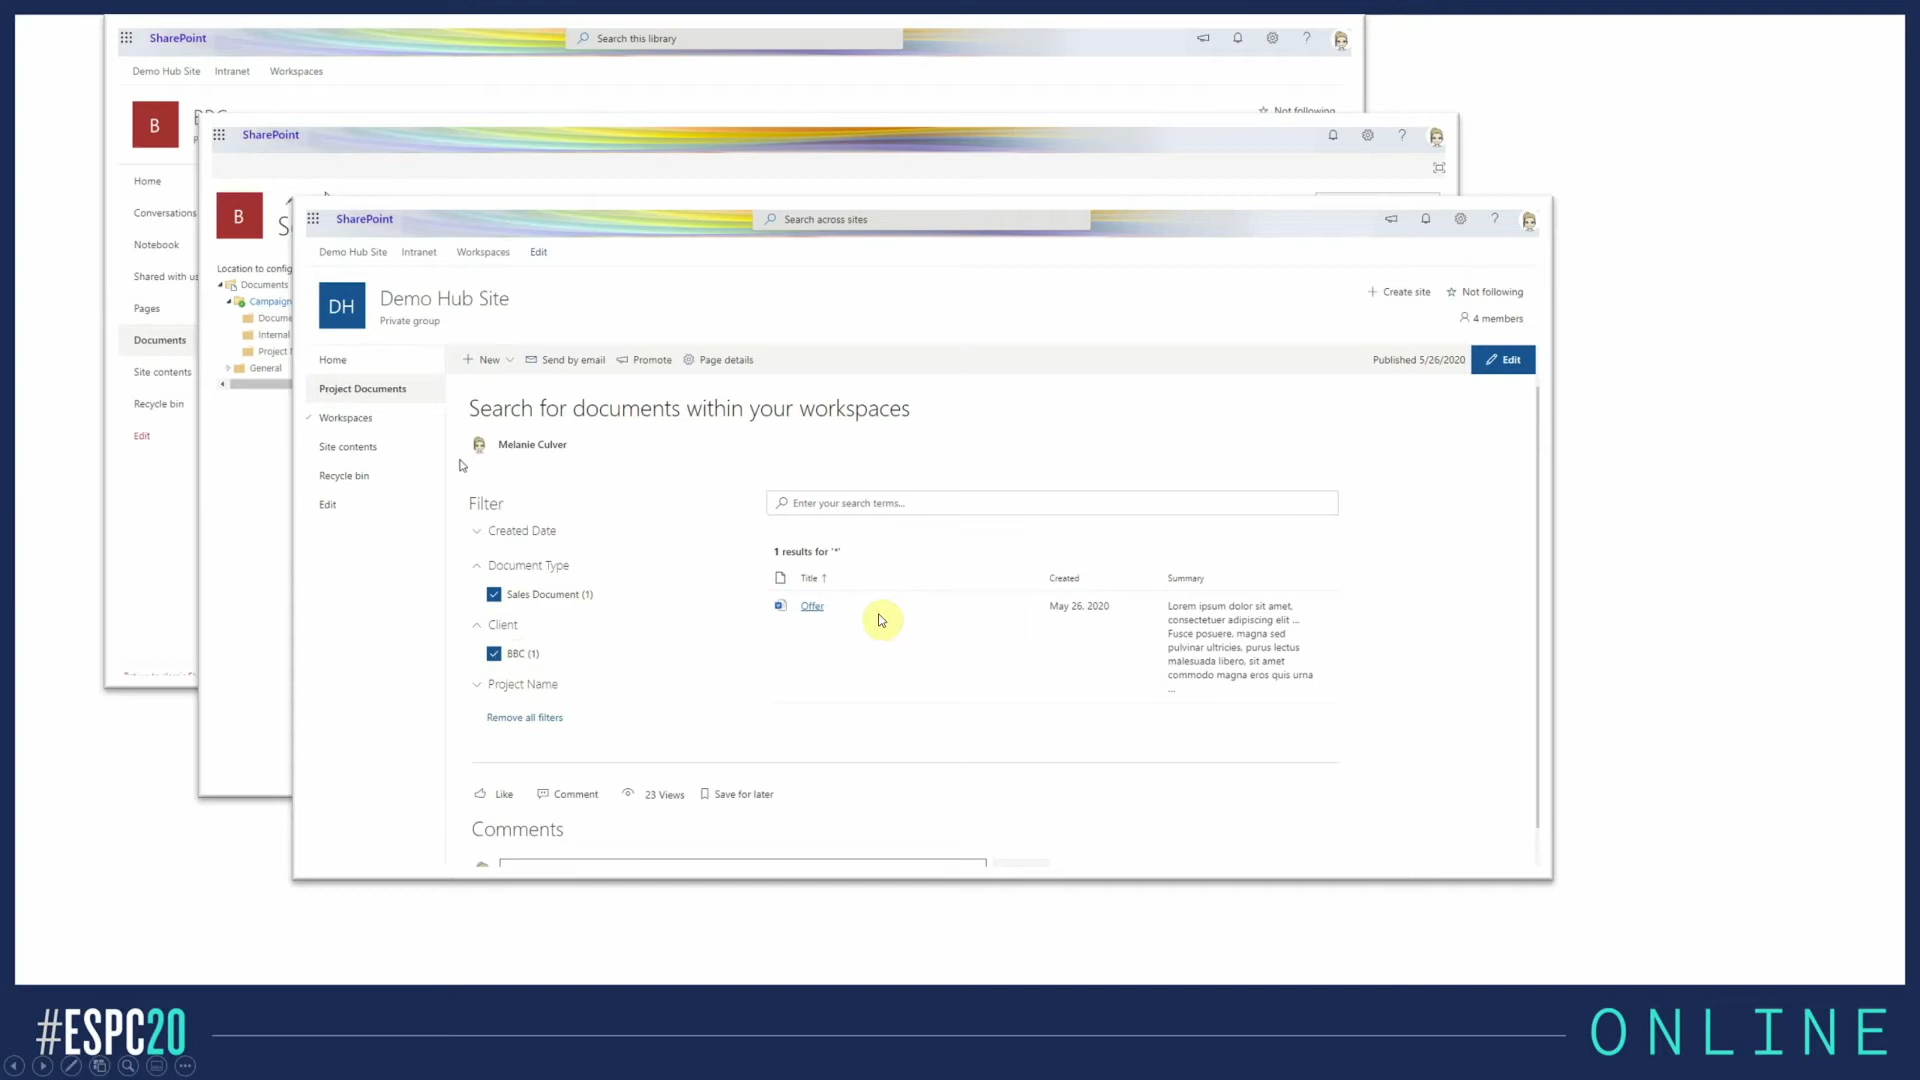 SharePoint
Search this library
Demo Hub Site Intranet Workspaces
B
Not following
Home
Conversations
Notebook
Shared with us
Pages
Documents
Site contents
Recycle bin
Edit
SharePoint
B
Location to config
Documents
Campaign
Docume
Internal
Project
General
SharePoint
Search across sites
Demo Hub Site Intranet Workspaces Edit
DH
Demo Hub Site
Private group
Create site Not following
4 members
Home
Project Documents
Workspaces
Site contents
Recycle bin
Edit
New Send by email Promote Page details
Published 5/26/2020 Edit
Search for documents within your workspaces
Melanie Culver
Filter
Created Date
Document Type
Sales Document (1)
Client
BBC (1)
Project Name
Remove all filters
Enter your search terms...
1 results for '*'
Title ↑ Created Summary
Offer May 26, 2020 Lorem ipsum dolor sit amet,
consectetuer adipiscing elit ...
Fusce posuere, magna sed
pulvinar ultricies, purus lectus
malesuada libero, sit amet
commodo magna eros quis urna
...
Like Comment 23 Views Save for later
Comments
#ESPC20
ONLINE